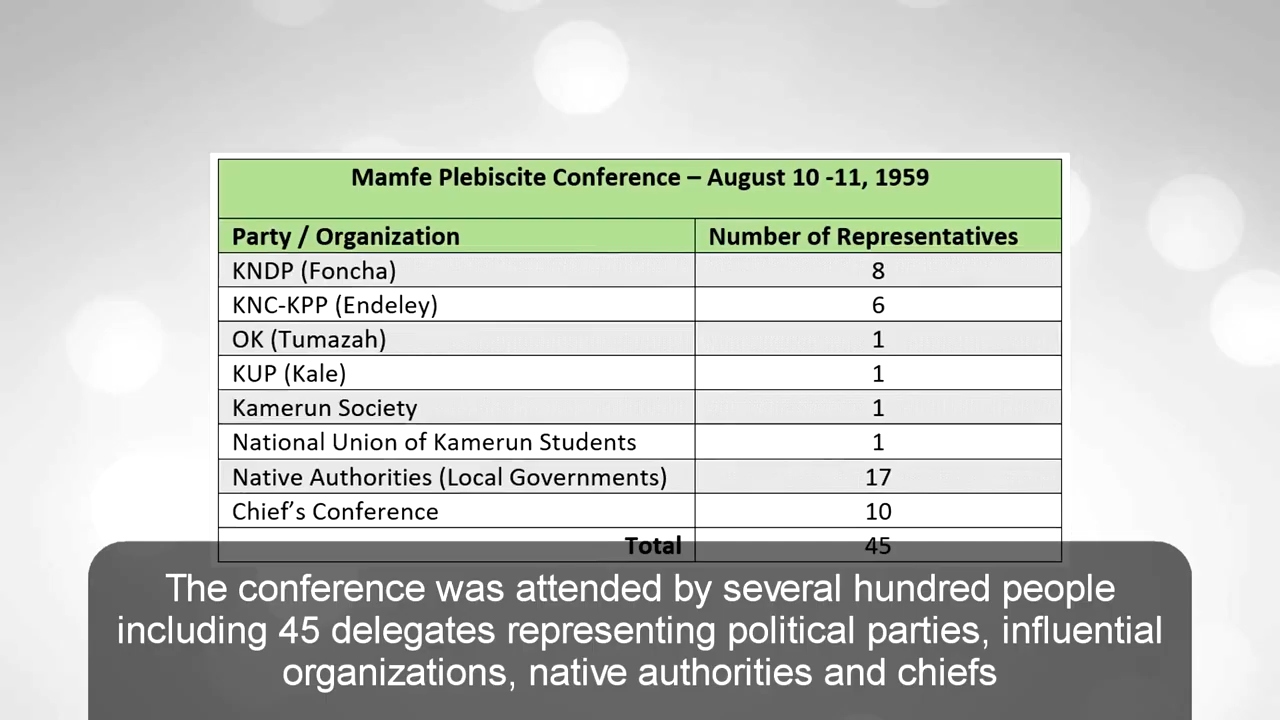 Mamfe Plebiscite Conference – August 10 -11, 1959
Party / Organization Number of Representatives
KNDP (Foncha) 8
KNC-KPP (Endeley) 6
OK (Tumazah) 1
KUP (Kale) 1
Kamerun Society 1
National Union of Kamerun Students 1
Native Authorities (Local Governments) 17
Chief’s Conference 10
Total 45
The conference was attended by several hundred people
including 45 delegates representing political parties, influential
organizations, native authorities and chiefs